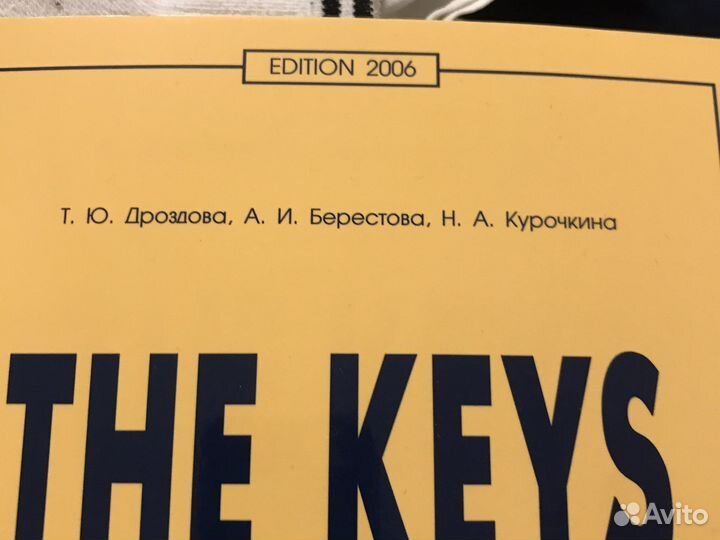 EDITION 2006
Т. Ю. Дроздова, А. И. Берестова, Н. А. Курочкина
THE KEYS
Avito